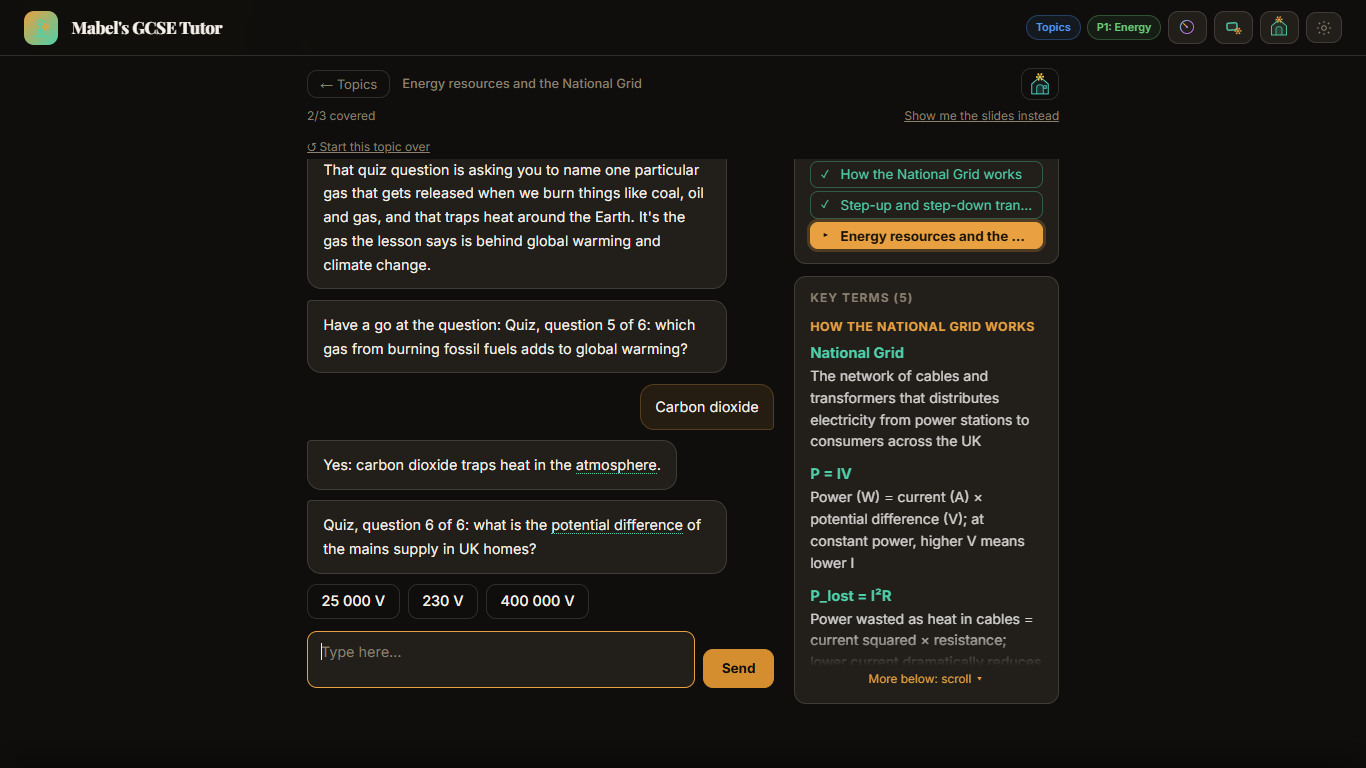 Mabel's GCSE Tutor
Topics
P1: Energy
← Topics
Energy resources and the National Grid
2/3 covered
Show me the slides instead
↺ Start this topic over
That quiz question is asking you to name one particular
gas that gets released when we burn things like coal, oil
and gas, and that traps heat around the Earth. It's the
gas the lesson says is behind global warming and
climate change.
Have a go at the question: Quiz, question 5 of 6: which
gas from burning fossil fuels adds to global warming?
Carbon dioxide
Yes: carbon dioxide traps heat in the atmosphere.
Quiz, question 6 of 6: what is the potential difference of
the mains supply in UK homes?
25 000 V
230 V
400 000 V
Type here...
Send
✓ How the National Grid works
✓ Step-up and step-down tran...
‣ Energy resources and the ...
KEY TERMS (5)
HOW THE NATIONAL GRID WORKS
National Grid
The network of cables and
transformers that distributes
electricity from power stations to
consumers across the UK
P = IV
Power (W) = current (A) ×
potential difference (V); at
constant power, higher V means
lower I
P_lost = I²R
Power wasted as heat in cables =
current squared × resistance;
lower current dramatically reduces
More below: scroll ▾